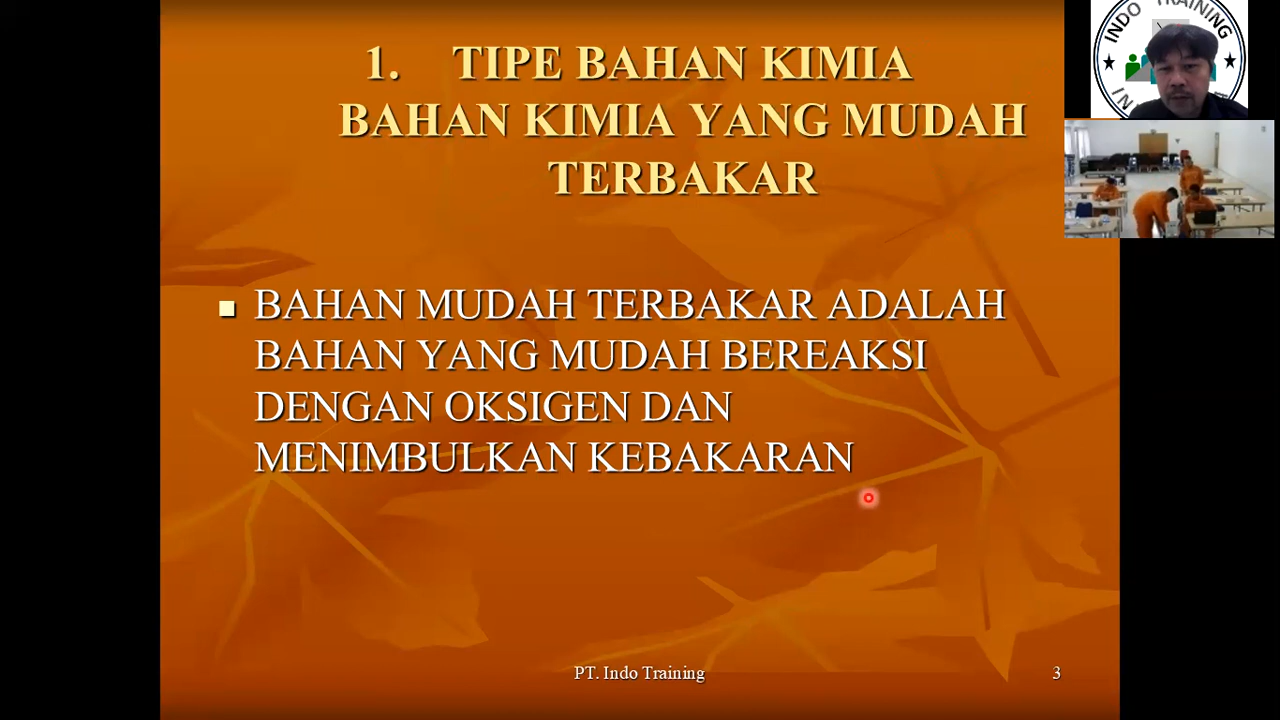 1. TIPE BAHAN KIMIA
BAHAN KIMIA YANG MUDAH
TERBAKAR
BAHAN MUDAH TERBAKAR ADALAH
BAHAN YANG MUDAH BEREAKSI
DENGAN OKSIGEN DAN
MENIMBULKAN KEBAKARAN
PT. Indo Training
3
INDO TRAINING